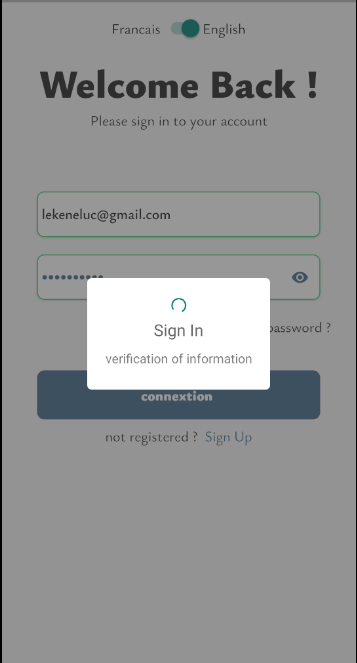 Francais English
Welcome Back !
Please sign in to your account
lekeneluc@gmail.com
••••••••••
Sign In
password ?
verification of information
connextion
not registered ? Sign Up